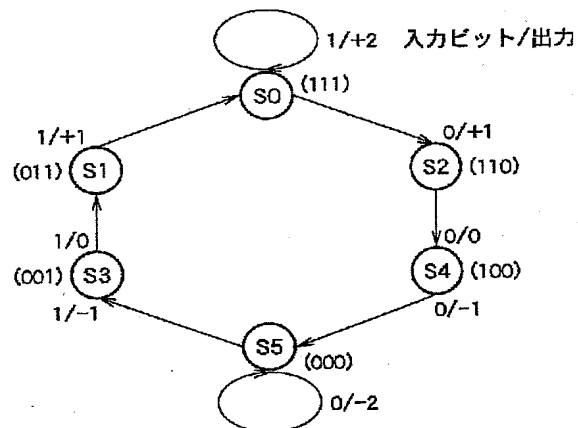 1/+2 入力ビット/出力
S0 (111)
1/+1 0/+1
(011) S1 S2 (110)
1/0 0/0
(001) S3 S4 (100)
1/-1 0/-1
S5 (000)
0/-2